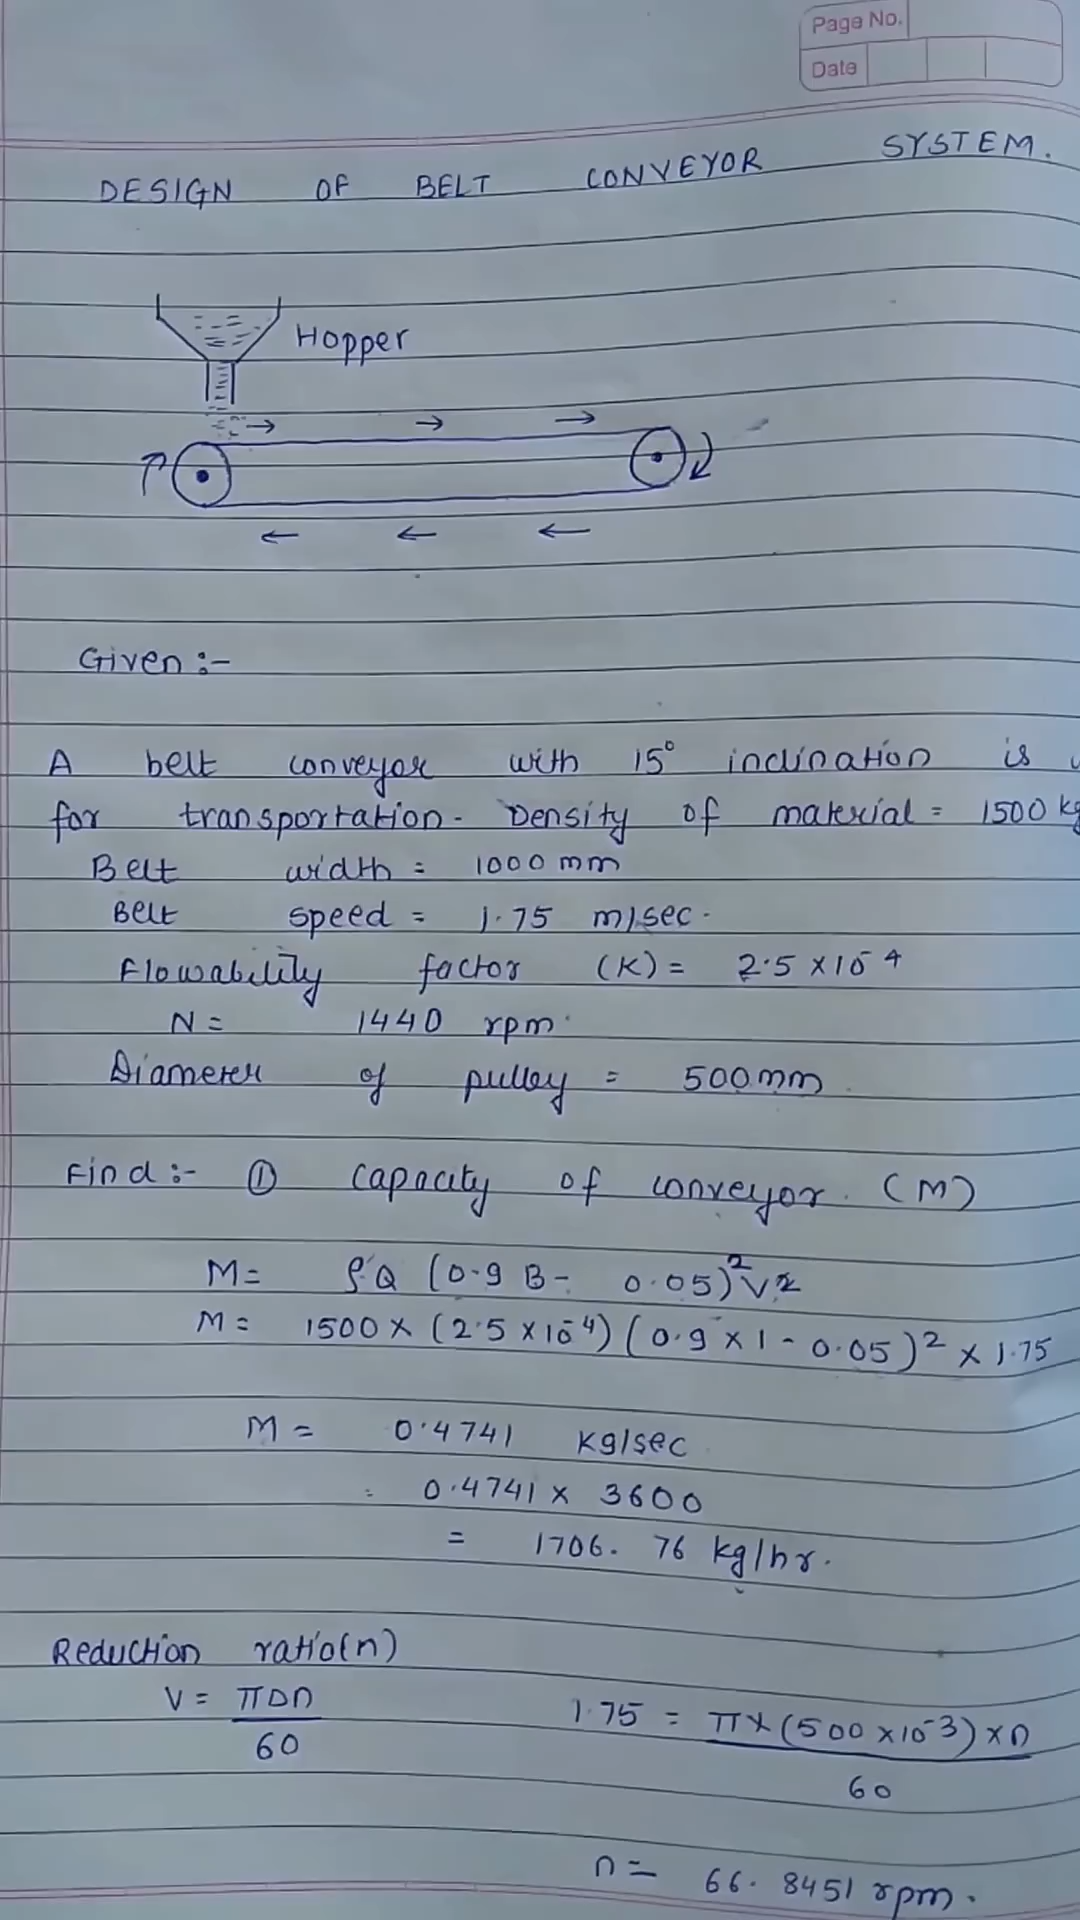 Page No.
Date
DESIGN OF BELT CONVEYOR SYSTEM.
Hopper
Given :-
A belt conveyor with 15° inclination is
for transportation. Density of material = 1500 kg
Belt width = 1000 mm
Belt speed = 1.75 m/sec.
Flowability factor (K) = 2.5 × 10⁻⁴
N = 1440 rpm.
Diameter of pulley = 500 mm.
Find :- ① capacity of conveyor. (M)
M = ρQ (0.9 B - 0.05)² V
M = 1500 × (2.5 × 10⁻⁴) (0.9 × 1 - 0.05)² × 1.75
M = 0.4741 kg/sec.
= 0.4741 × 3600
= 1706.76 kg/hr.
Reduction ratio(n)
V = πDn / 60
1.75 = π × (500 × 10⁻³) × n / 60
n = 66.8451 rpm.